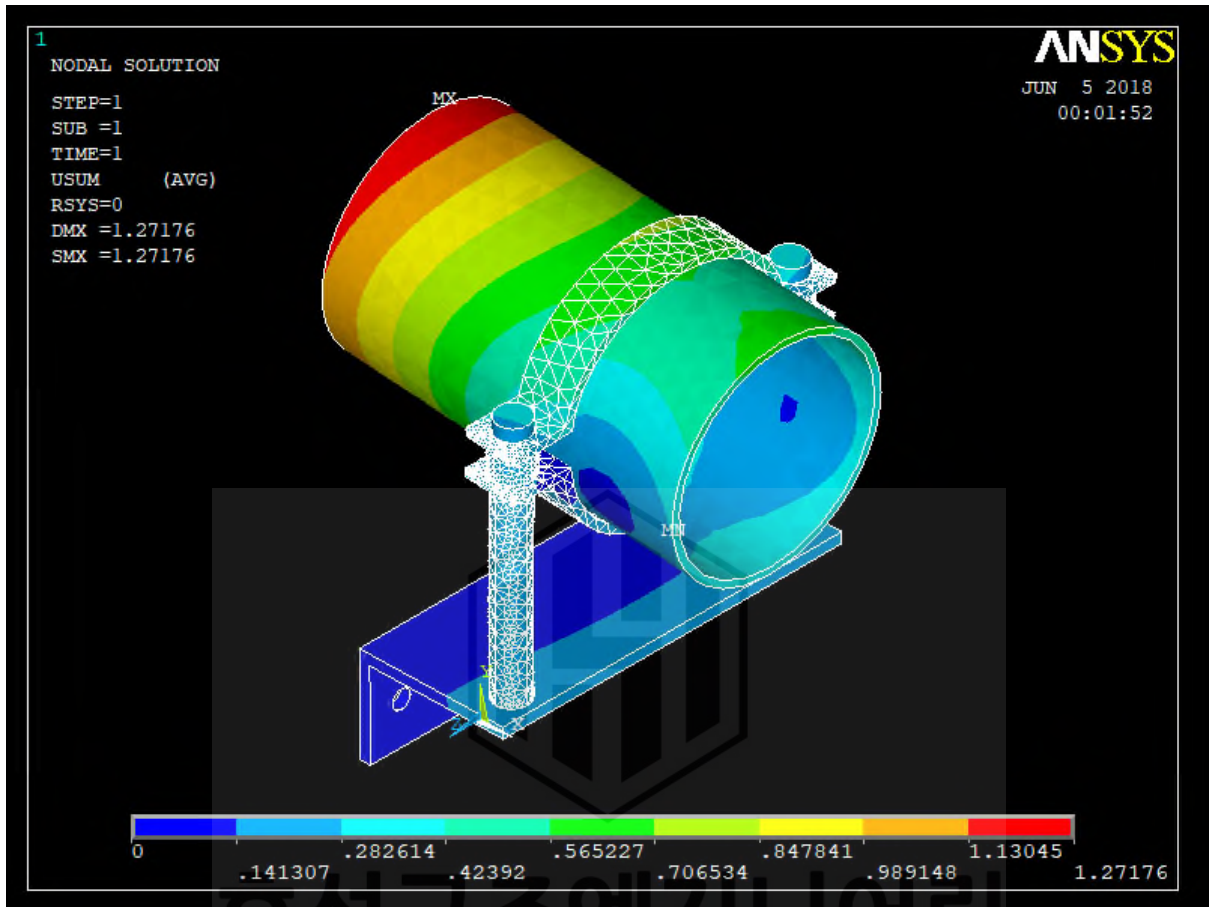 1
ANSYS
NODAL SOLUTION
JUN 5 2018
00:01:52
STEP=1
SUB =1
TIME=1
USUM (AVG)
RSYS=0
DMX =1.27176
SMX =1.27176
MX
MN
Y
X
0
.141307
.282614
.42392
.565227
.706534
.847841
.989148
1.13045
1.27176